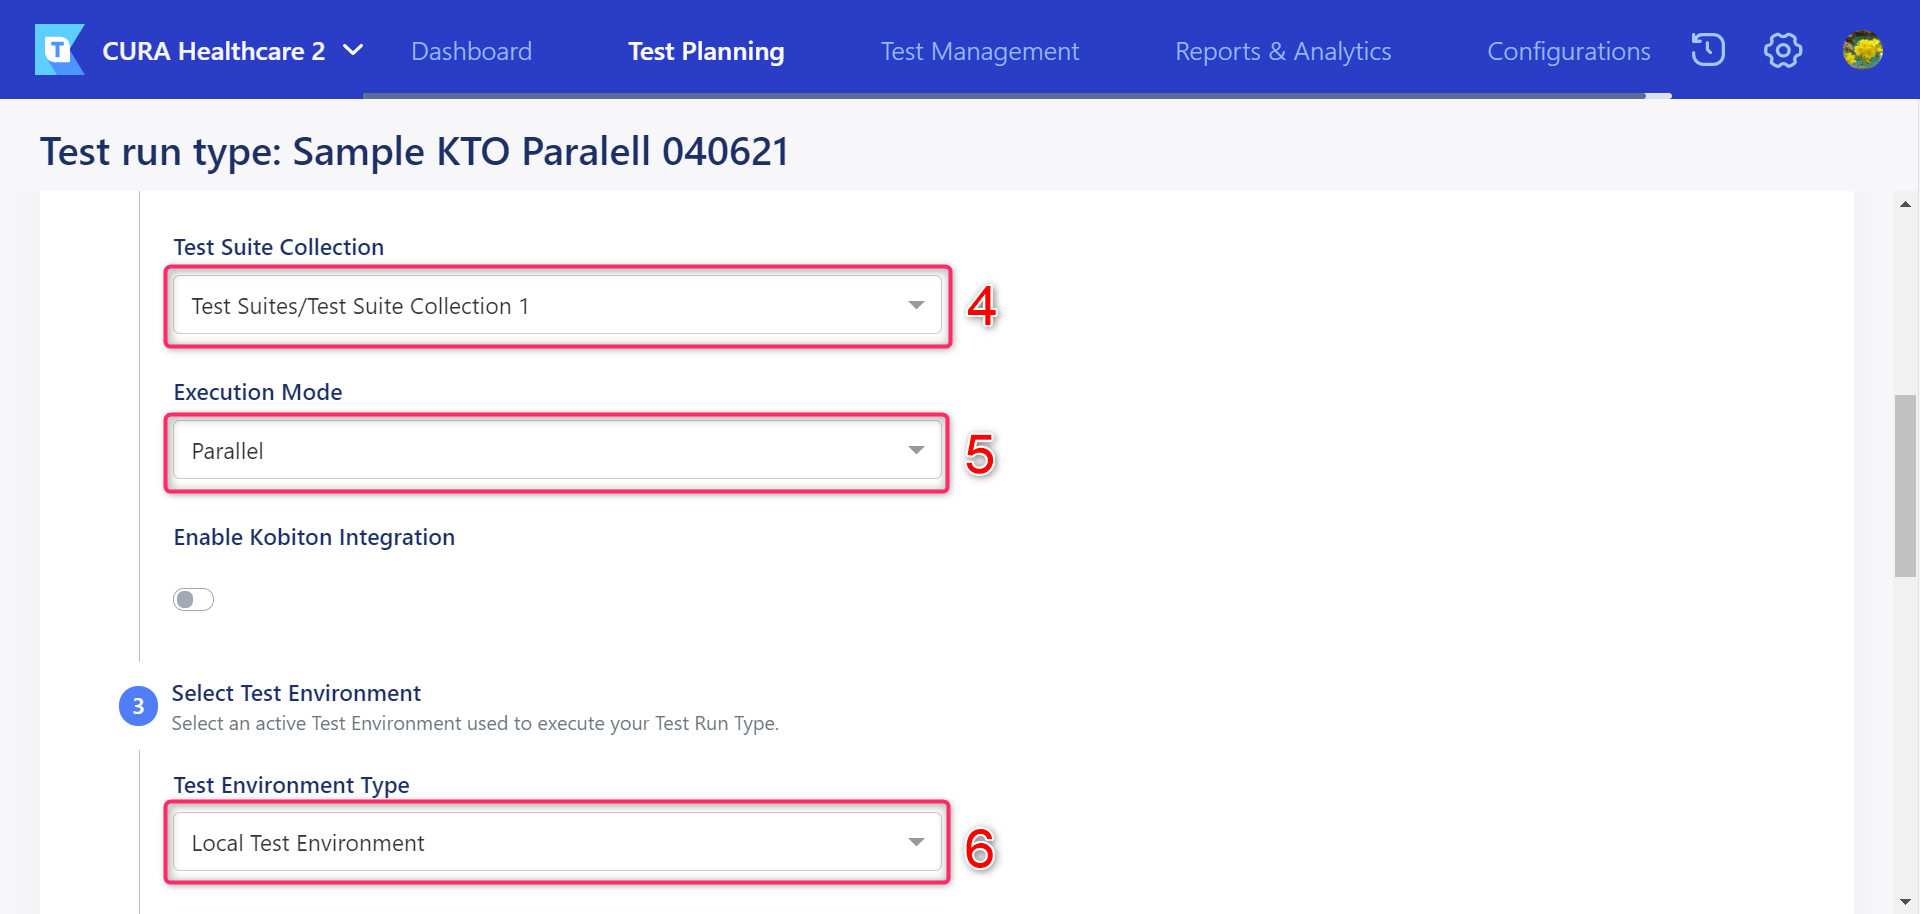 T CURA Healthcare 2 Dashboard Test Planning Test Management Reports & Analytics Configurations
Test run type: Sample KTO Paralell 040621
Test Suite Collection
Test Suites/Test Suite Collection 1
4
Execution Mode
Parallel
5
Enable Kobiton Integration
3 Select Test Environment
Select an active Test Environment used to execute your Test Run Type.
Test Environment Type
Local Test Environment
6